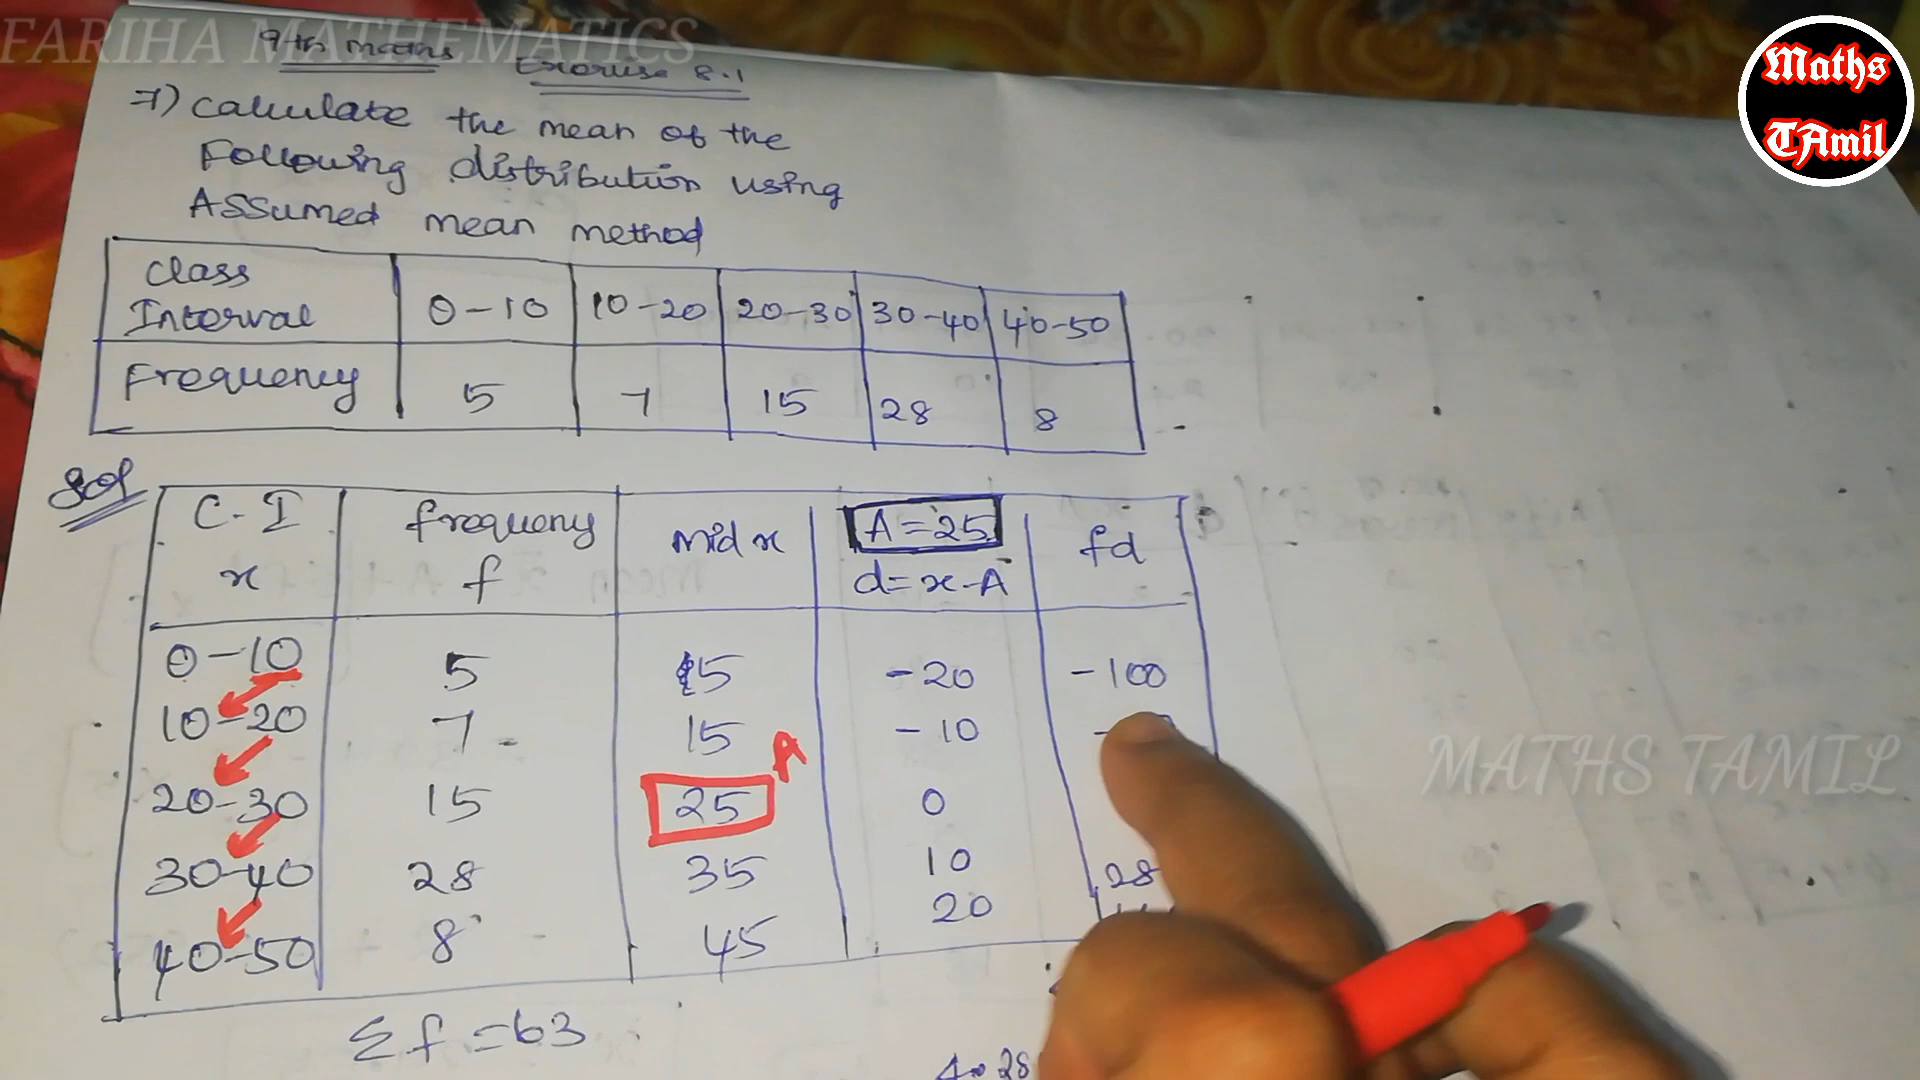 FARIHA MATHEMATICS
9th maths Exercise 8.1
Maths
TAmil
7) Calculate the mean of the
Following distribution using
Assumed mean method
Class Interval 0-10 10-20 20-30 30-40 40-50
Frequency 5 7 15 28 8
Sol
C-I x frequeny f mid x A=25 d=x-A fd
0-10 5 5 -20 -100
10-20 7 15 -10 -
A
20-30 15 25 0
30-40 28 35 10 28
40-50 8 45 20
MATHS TAMIL
Σf=63